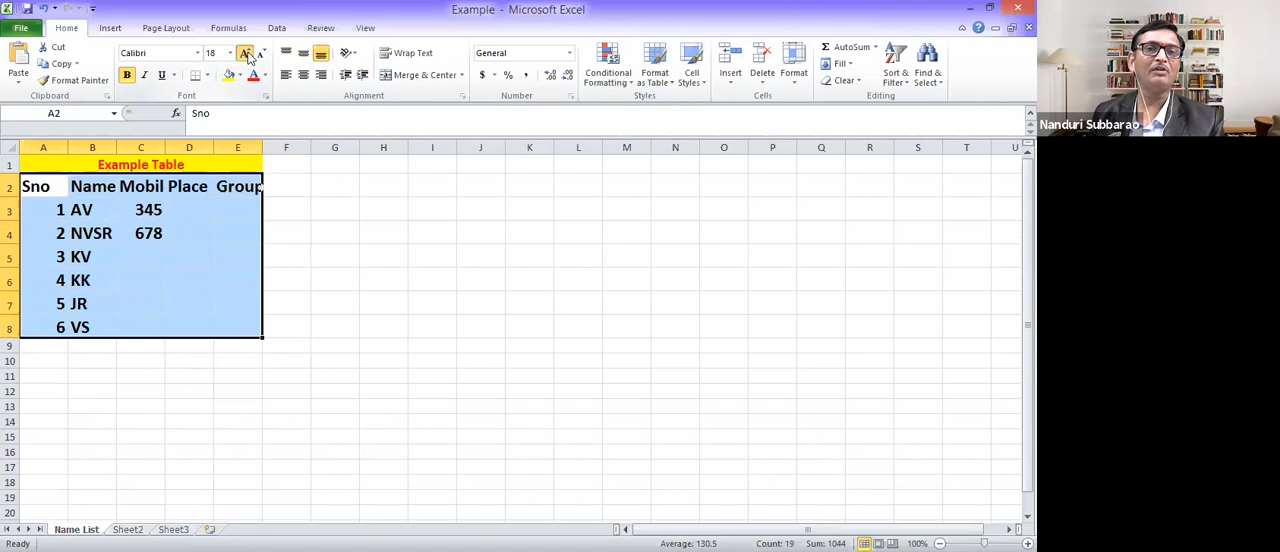 Example - Microsoft Excel
File Home Insert Page Layout Formulas Data Review View
Cut
Copy
Format Painter
Paste
Clipboard
Calibri 18
B I U
Font
Wrap Text
Merge & Center
Alignment
General
$ % ,
Number
Conditional Formatting
Format as Table
Cell Styles
Styles
Insert Delete Format
Cells
AutoSum
Fill
Clear
Sort & Filter
Find & Select
Editing
A2 fx Sno
A B C D E F G H I J K L M N O P Q R S T U
1 Example Table
2 Sno Name Mobil Place Group
3 1 AV 345
4 2 NVSR 678
5 3 KV
6 4 KK
7 5 JR
8 6 VS
9
10
11
12
13
14
15
16
17
18
19
20
Name List Sheet2 Sheet3
Ready Average: 130.5 Count: 19 Sum: 1044 100%
Nanduri Subbarao